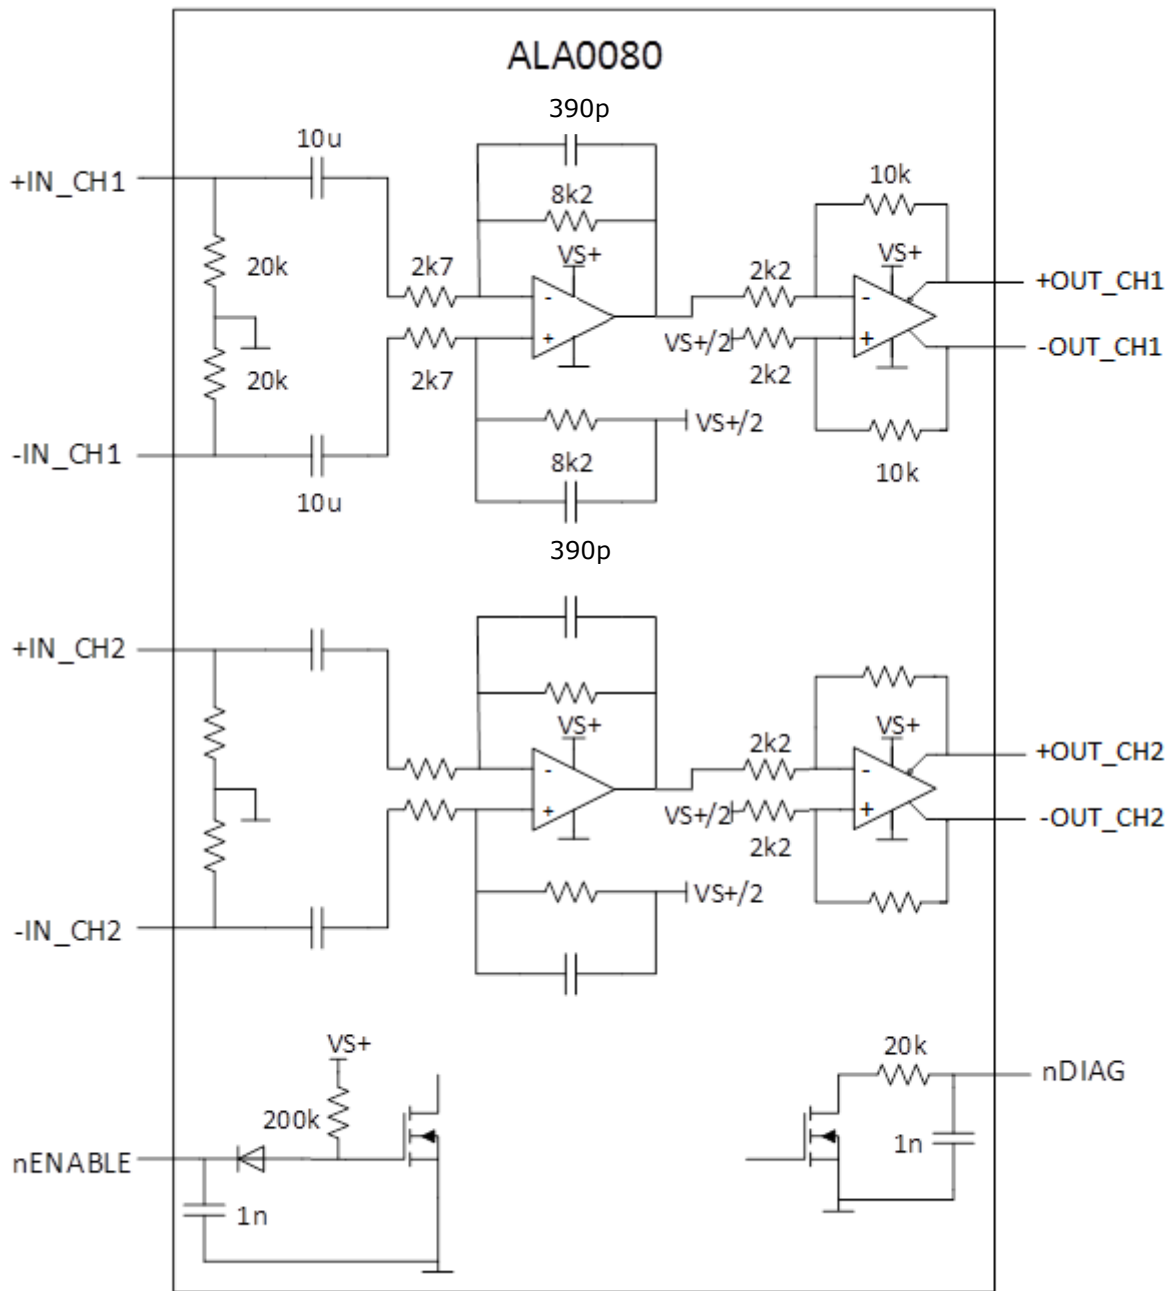 ALA0080
390p
10u
+IN_CH1
8k2
10k
VS+
VS+
20k
2k7
2k2
+OUT_CH1
-
-
+
+
VS+/2
-OUT_CH1
20k
2k7
2k2
VS+/2
-IN_CH1
8k2
10k
10u
390p
+IN_CH2
VS+
VS+
2k2
+OUT_CH2
-
-
+
+
VS+/2
-OUT_CH2
2k2
VS+/2
-IN_CH2
VS+
20k
nDIAG
200k
1n
nENABLE
1n